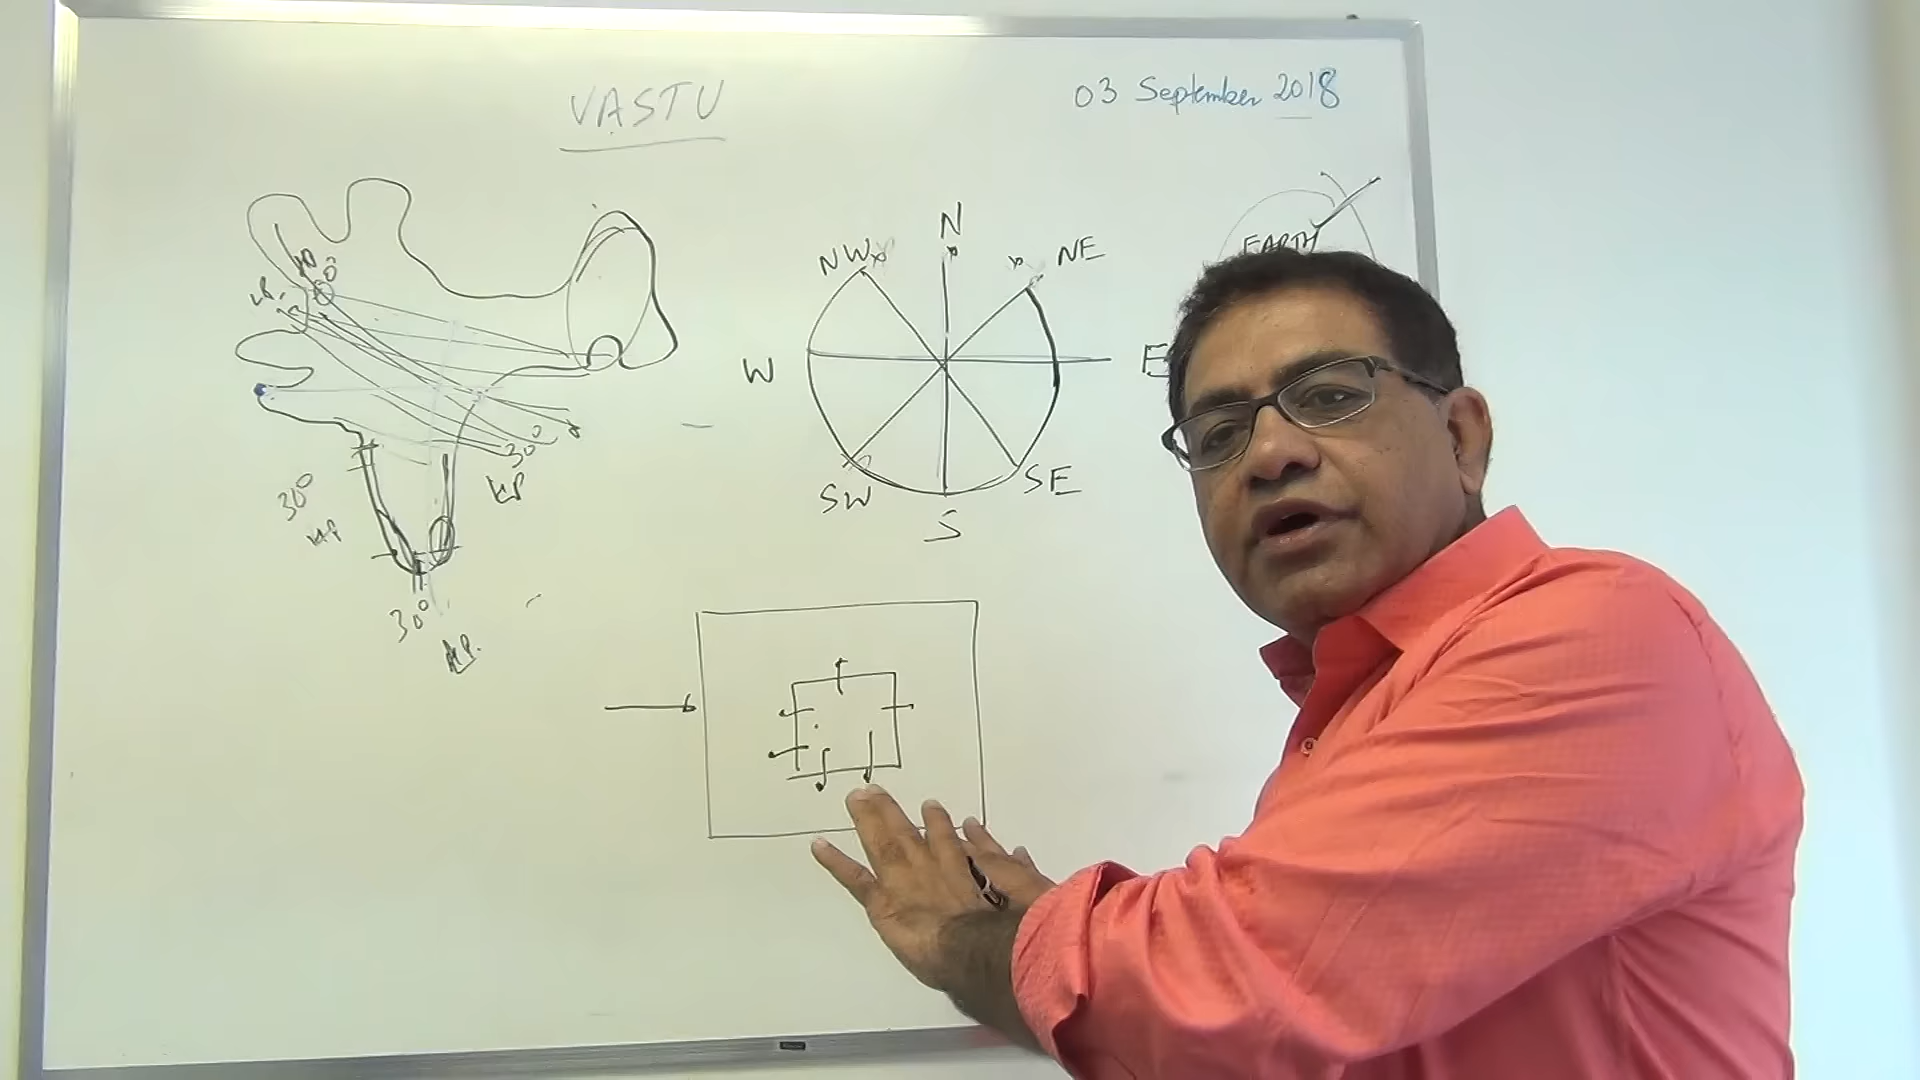 VASTU
03 September 2018
N
NW
NE
EARTH
W
E
30°
30°
SW
SE
S
30°